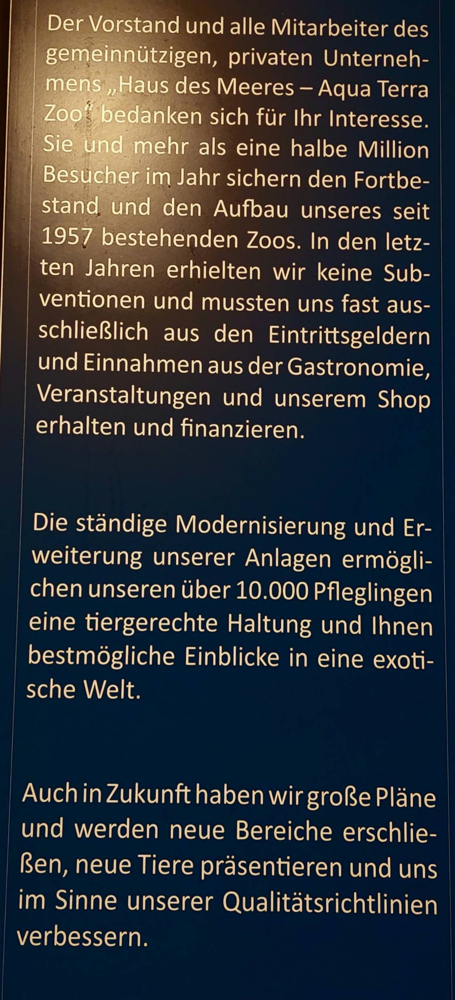 Der Vorstand und alle Mitarbeiter des
gemeinnützigen, privaten Unterneh-
mens „Haus des Meeres – Aqua Terra
Zoo“ bedanken sich für Ihr Interesse.
Sie und mehr als eine halbe Million
Besucher im Jahr sichern den Fortbe-
stand und den Aufbau unseres seit
1957 bestehenden Zoos. In den letz-
ten Jahren erhielten wir keine Sub-
ventionen und mussten uns fast aus-
schließlich aus den Eintrittsgeldern
und Einnahmen aus der Gastronomie,
Veranstaltungen und unserem Shop
erhalten und finanzieren.
Die ständige Modernisierung und Er-
weiterung unserer Anlagen ermögli-
chen unseren über 10.000 Pfleglingen
eine tiergerechte Haltung und Ihnen
bestmögliche Einblicke in eine exoti-
sche Welt.
Auch in Zukunft haben wir große Pläne
und werden neue Bereiche erschlie-
ßen, neue Tiere präsentieren und uns
im Sinne unserer Qualitätsrichtlinien
verbessern.